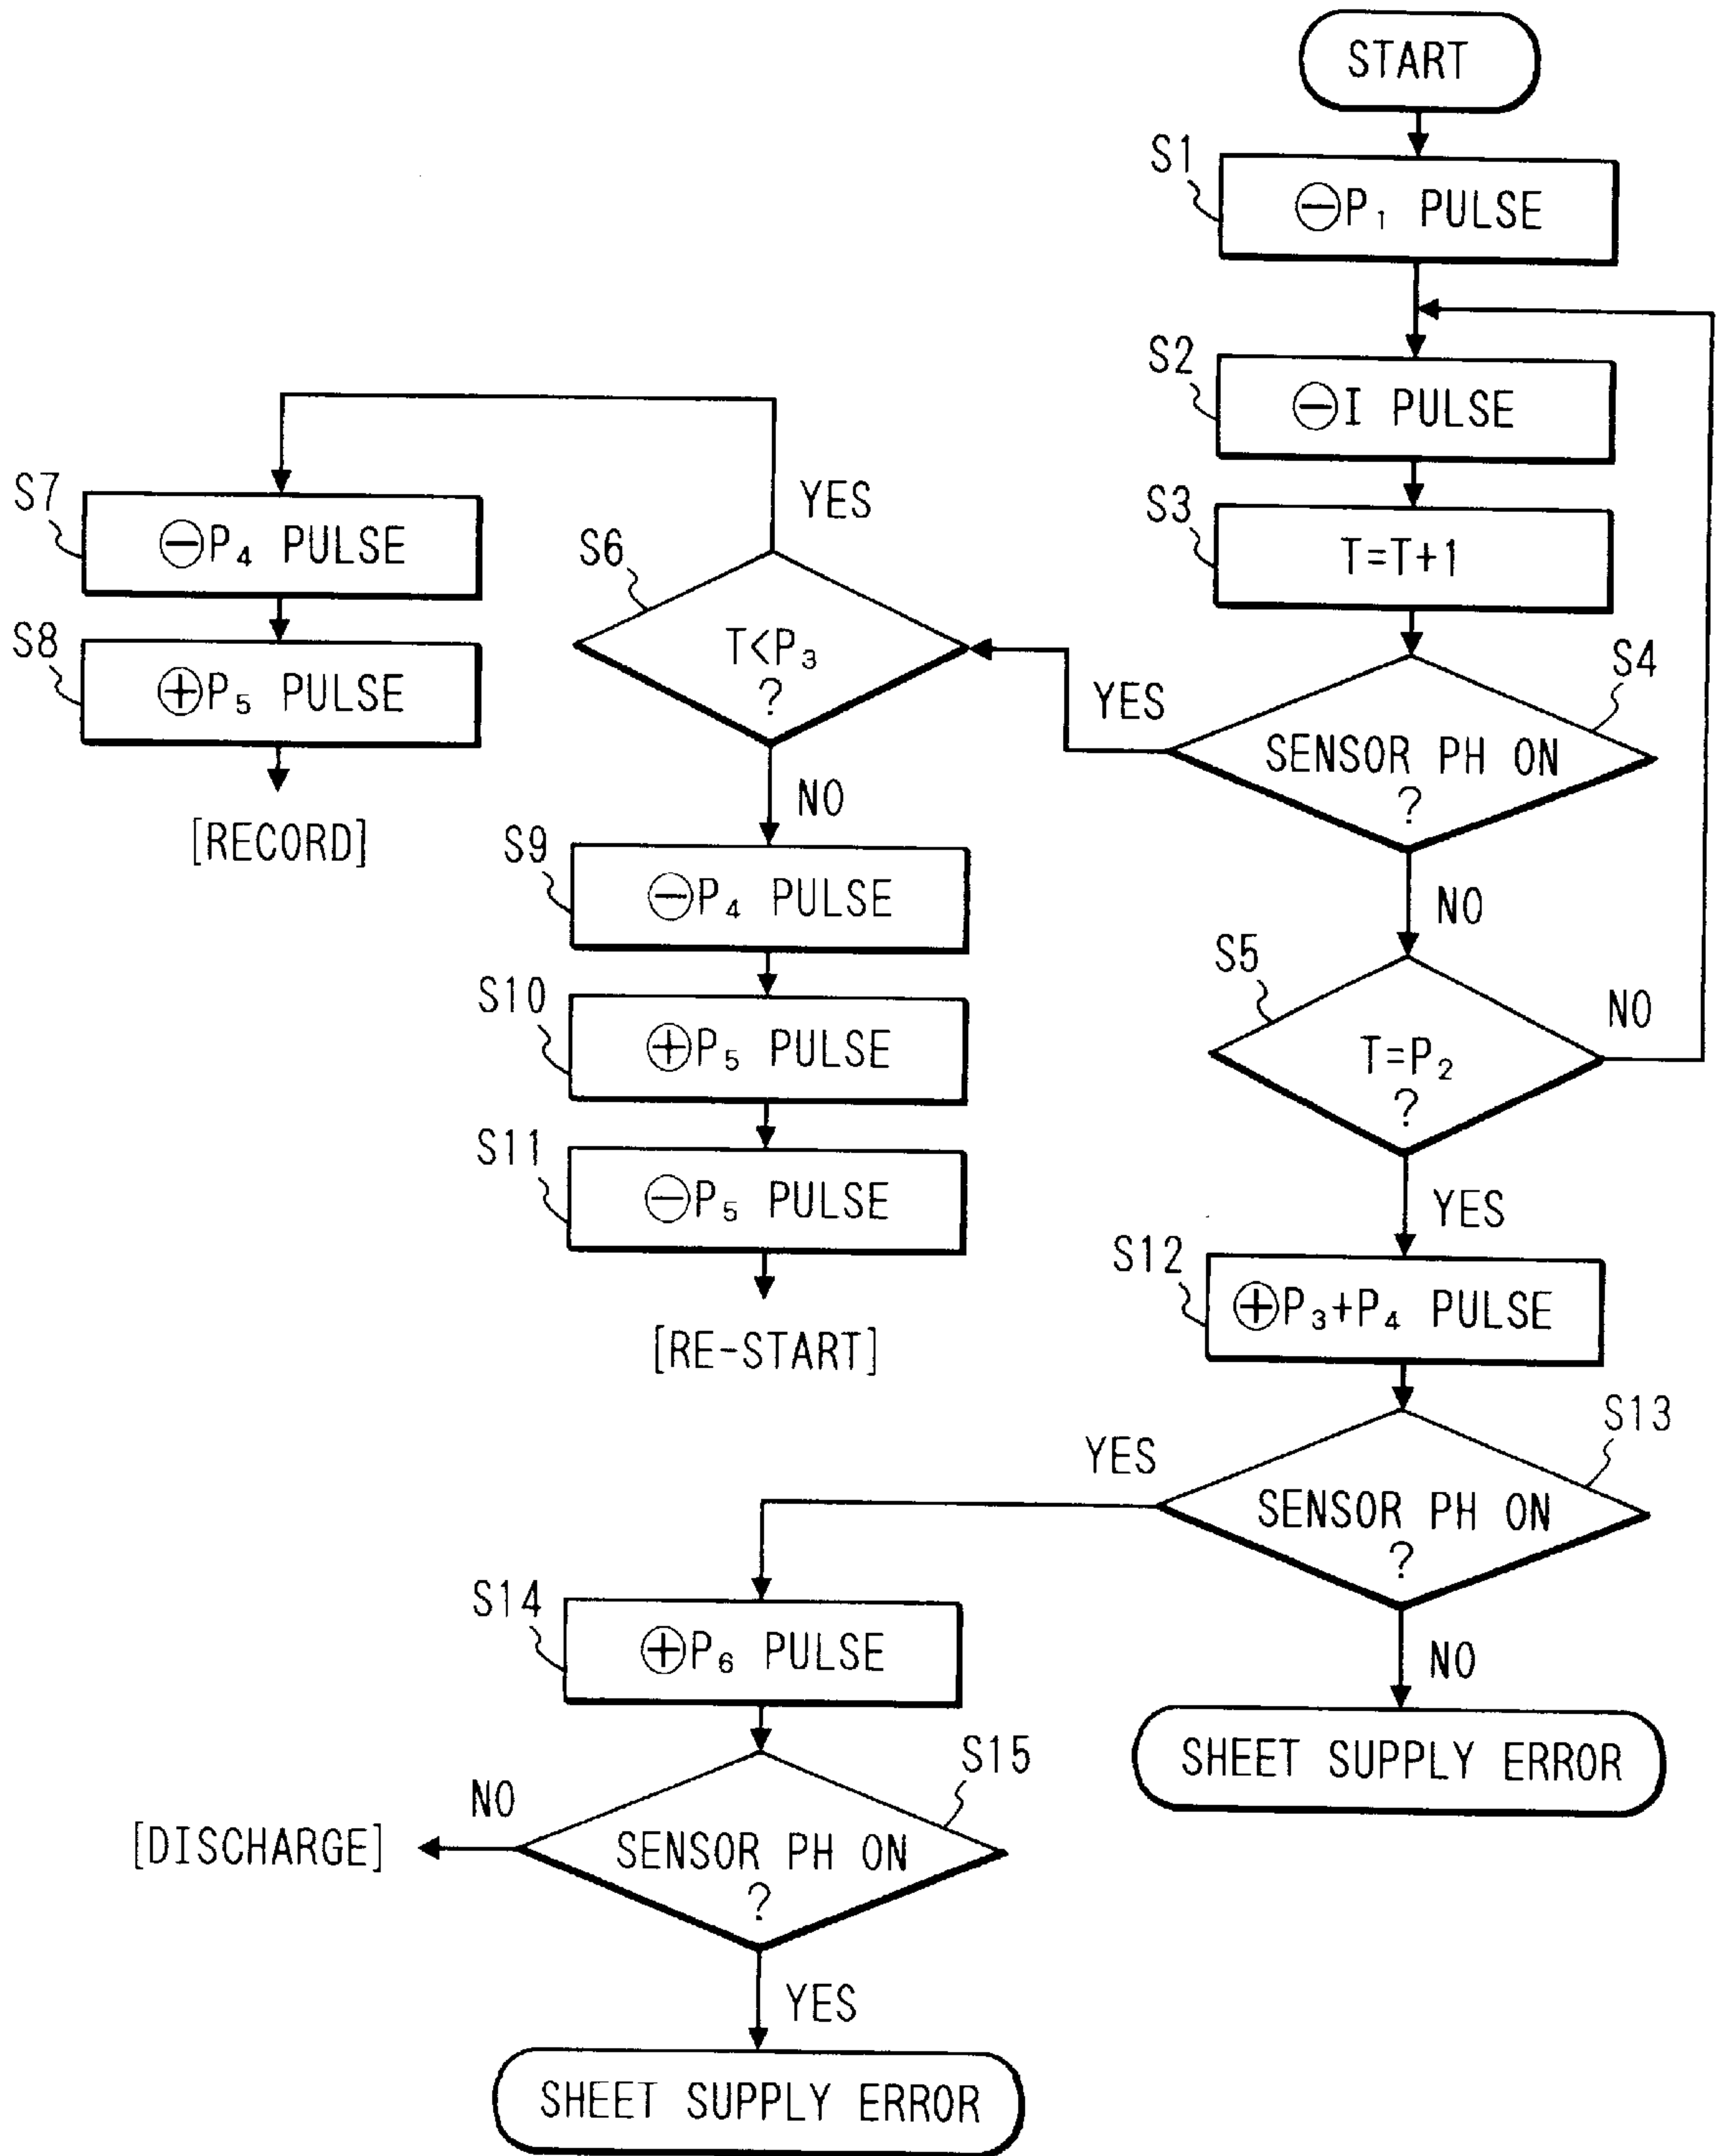 START
S1
⊖P₁ PULSE
S2
⊖I PULSE
S3
T=T+1
S4
SENSOR PH ON
?
YES
NO
S5
T=P₂
?
NO
YES
S6
T<P₃
?
YES
NO
S7
⊖P₄ PULSE
S8
⊕P₅ PULSE
[RECORD]
S9
⊖P₄ PULSE
S10
⊕P₅ PULSE
S11
⊖P₅ PULSE
[RE-START]
S12
⊕P₃+P₄ PULSE
S13
SENSOR PH ON
?
YES
NO
SHEET SUPPLY ERROR
S14
⊕P₆ PULSE
S15
SENSOR PH ON
?
NO
[DISCHARGE]
YES
SHEET SUPPLY ERROR